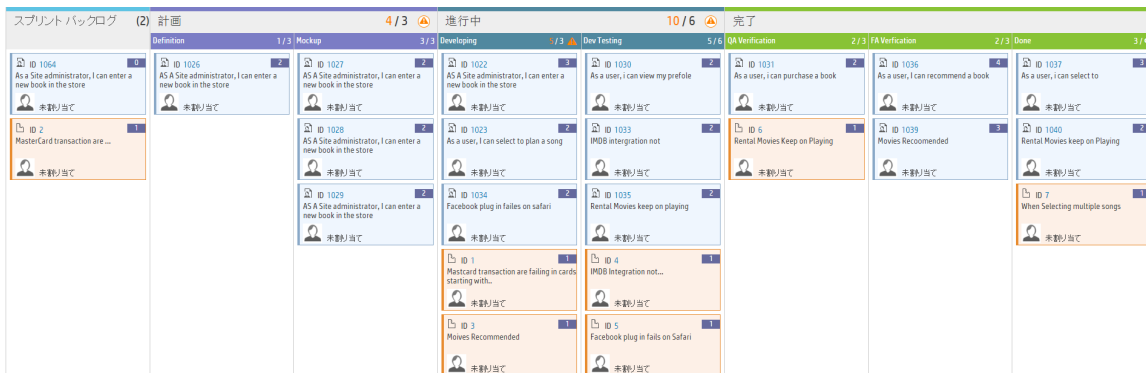 スプリント バックログ (2)
計画 4 / 3
進行中 10 / 6
完了
Definition 1 / 3
Mockup 3 / 3
Developing 5 / 3
Dev Testing 5 / 6
QA Verification 2 / 3
FA Verfication 2 / 3
Done 3 / 4
ID 1064 0
As a Site administrator, I can enter a
new book in the store
未割り当て
ID 2 1
MasterCard transaction are ...
未割り当て
ID 1026 2
AS A Site administrator, I can enter a
new book in the store
未割り当て
ID 1027 2
AS A Site administrator, I can enter a
new book in the store
未割り当て
ID 1028 2
AS A Site administrator, I can enter a
new book in the store
未割り当て
ID 1029 2
AS A Site administrator, I can enter a
new book in the store
未割り当て
ID 1022 3
AS A Site administrator, I can enter a
new book in the store
未割り当て
ID 1023 2
As a user, I can select to plan a song
未割り当て
ID 1034 2
Facebook plug in failes on safari
未割り当て
ID 1 1
Mastcard transaction are failing in cards
starting with..
未割り当て
ID 3 1
Moives Recommended
未割り当て
ID 1030 2
As a user, i can view my prefole
未割り当て
ID 1033 2
IMDB intergration not
未割り当て
ID 1035 2
Rental Movies keep on playing
未割り当て
ID 4 1
IMDB Integration not...
未割り当て
ID 5 1
Facebook plug in fails on Safari
未割り当て
ID 1031 2
As a user, i can purchase a book
未割り当て
ID 6 1
Rental Movies Keep on Playing
未割り当て
ID 1036 4
As a user, I can recommend a book
未割り当て
ID 1039 3
Movies Recoomended
未割り当て
ID 1037 3
As a user, i can select to
未割り当て
ID 1040 2
Rental Movies keep on Playing
未割り当て
ID 7 1
When Selecting multiple songs
未割り当て